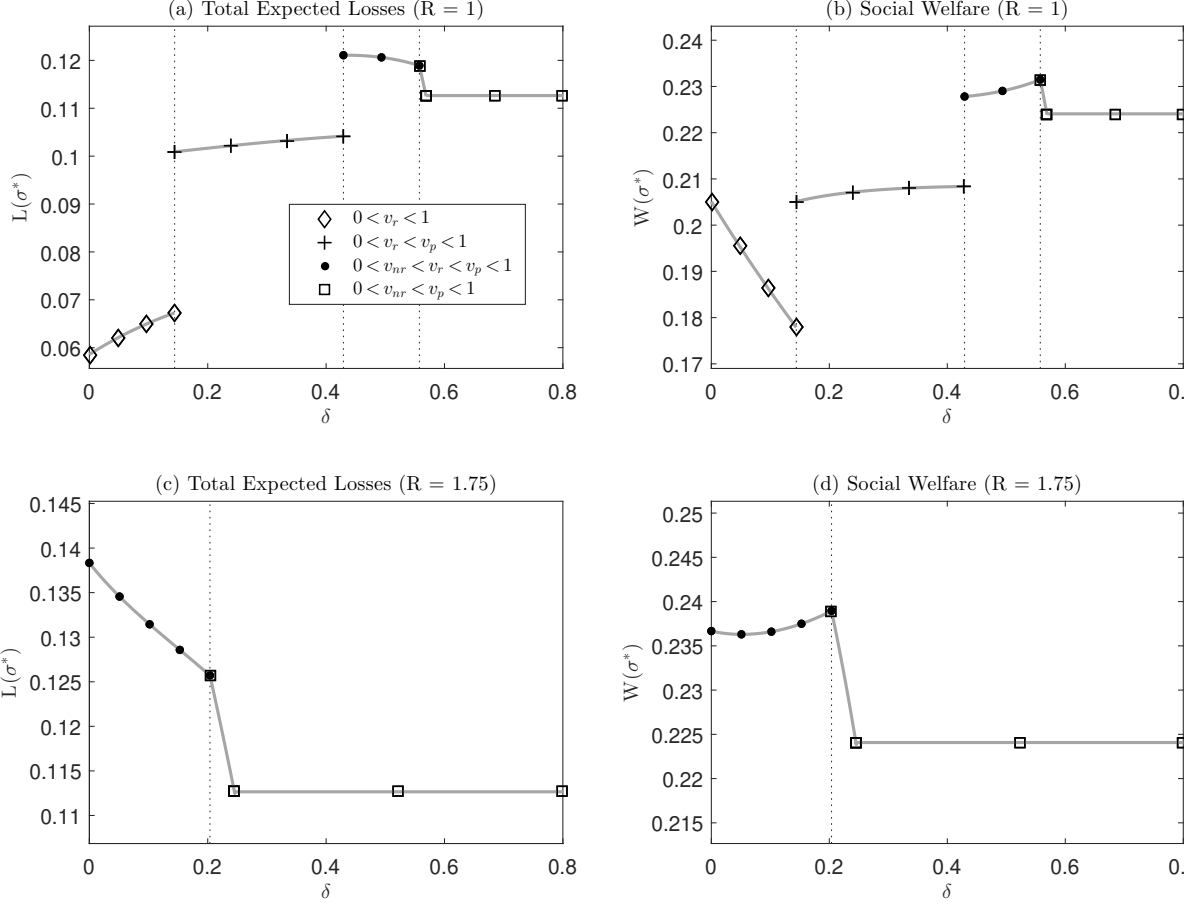 (a) Total Expected Losses (R = 1)
0.12
0.11
0.1
0.09
0.08
0.07
0.06
L(σ*)
0 < v_r < 1
0 < v_r < v_p < 1
0 < v_{nr} < v_r < v_p < 1
0 < v_{nr} < v_p < 1
0 0.2 0.4 0.6 0.8
δ
(b) Social Welfare (R = 1)
0.24
0.23
0.22
0.21
0.2
0.19
0.18
0.17
W(σ*)
0 0.2 0.4 0.6 0.
δ
(c) Total Expected Losses (R = 1.75)
0.145
0.14
0.135
0.13
0.125
0.12
0.115
0.11
L(σ*)
0 0.2 0.4 0.6 0.8
δ
(d) Social Welfare (R = 1.75)
0.25
0.245
0.24
0.235
0.23
0.225
0.22
0.215
W(σ*)
0 0.2 0.4 0.6 0.
δ